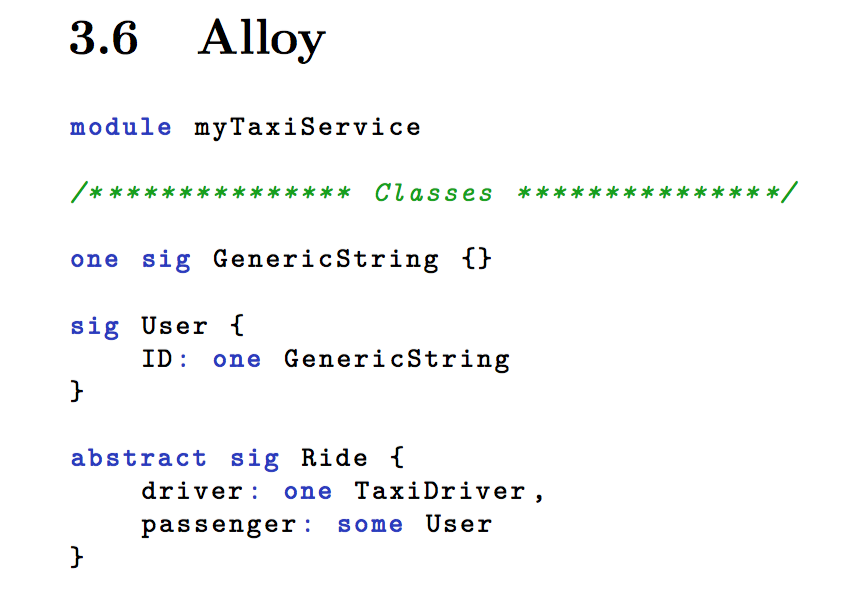 3.6 Alloy
module myTaxiService
/*************** Classes ***************/
one sig GenericString {}
sig User {
ID: one GenericString
}
abstract sig Ride {
driver: one TaxiDriver,
passenger: some User
}